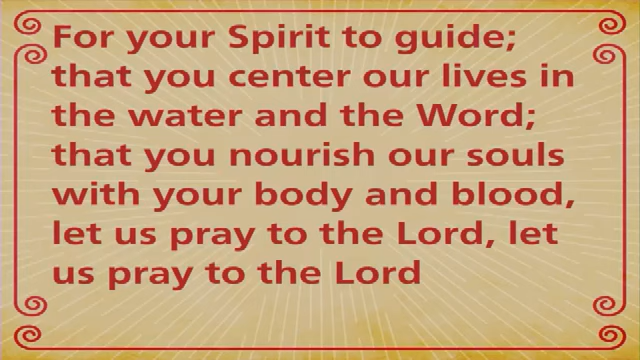 For your Spirit to guide;
that you center our lives in
the water and the Word;
that you nourish our souls
with your body and blood,
let us pray to the Lord, let
us pray to the Lord